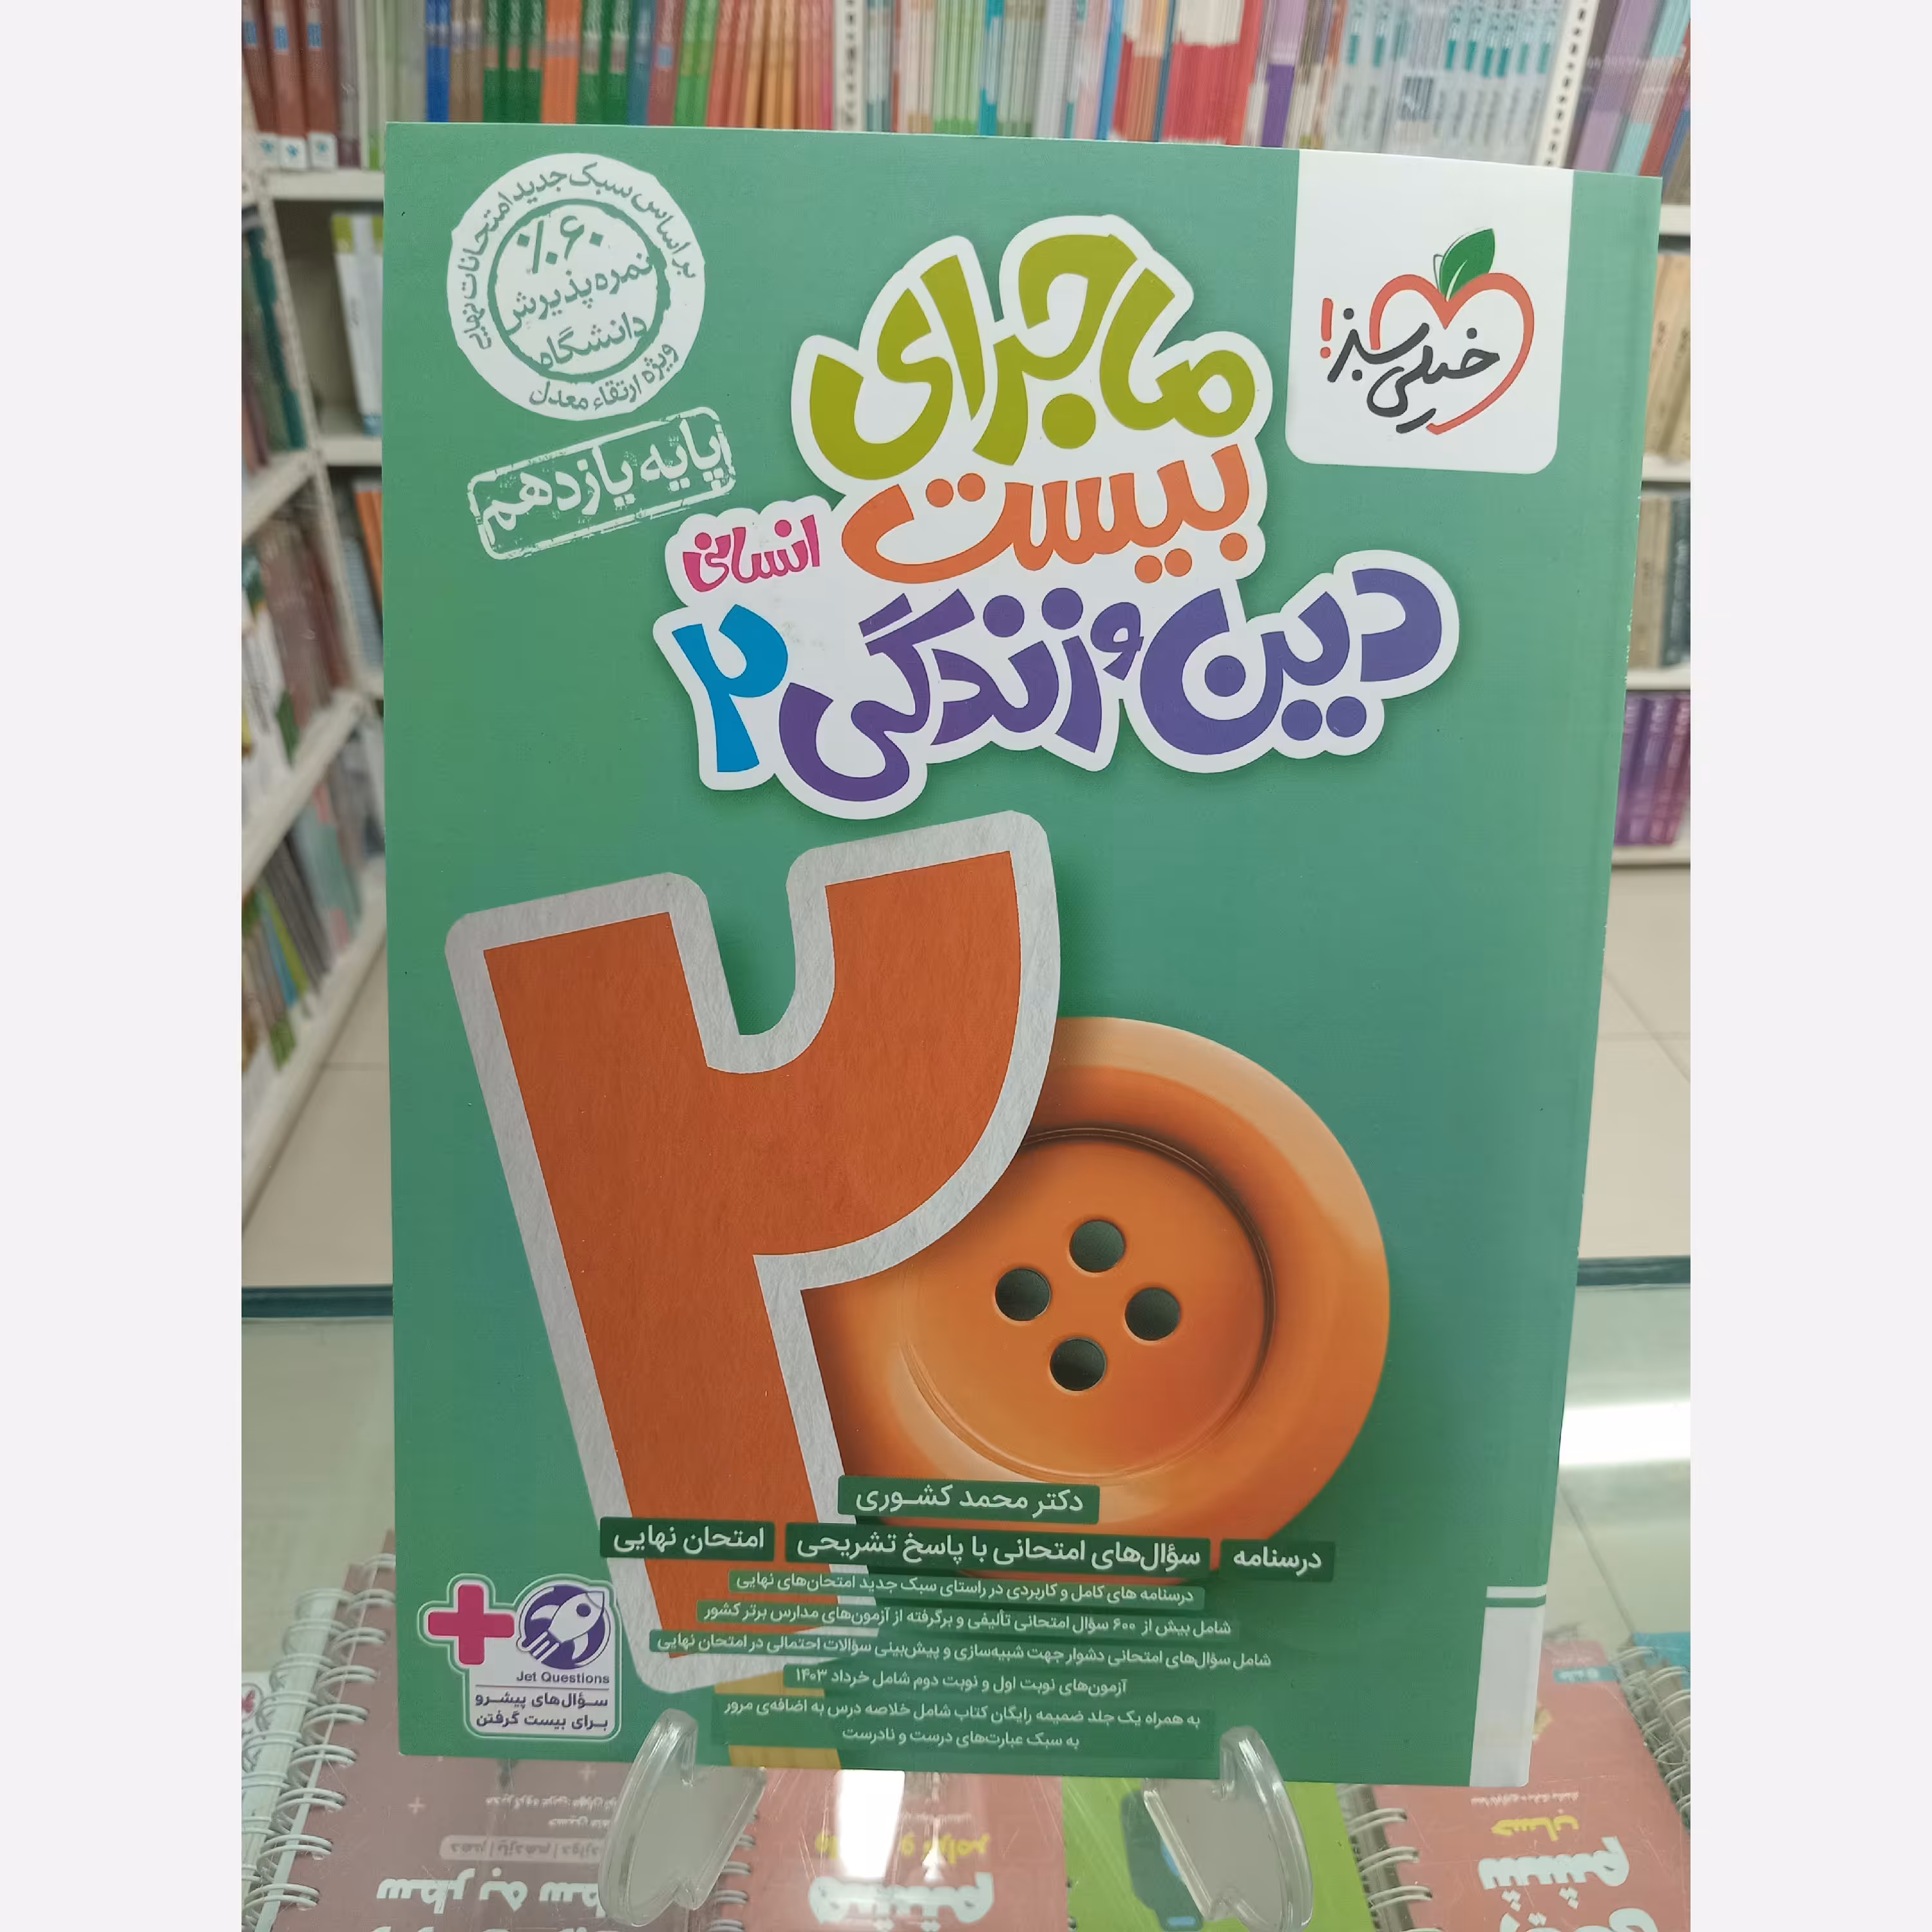 بر اساس سبک جدید امتحانات نهایی
۶۰٪
نمره پذیرش
دانشگاه
ویژه ارتقاء معدل
پایه یازدهم
خیلی سبز!
ماجرای
بیست
انسانی
دین و زندگی ۲
۲۰
دکتر محمد کشوری
درسنامه سؤال‌های امتحانی با پاسخ تشریحی امتحان نهایی
درسنامه های کامل و کاربردی در راستای سبک جدید امتحان‌های نهایی
شامل بیش از ۶۰۰ سؤال امتحانی تألیفی و برگرفته از آزمون‌های مدارس برتر کشور
شامل سؤال‌های امتحانی دشوار جهت شبیه‌سازی و پیش‌بینی سؤالات احتمالی در امتحان نهایی
آزمون‌های نوبت اول و نوبت دوم شامل خرداد ۱۴۰۳
به همراه یک جلد ضمیمه رایگان کتاب شامل خلاصه درس به اضافه‌ی مرور
به سبک عبارت‌های درست و نادرست
Jet Questions
سؤال‌های پیشرو
برای بیست گرفتن